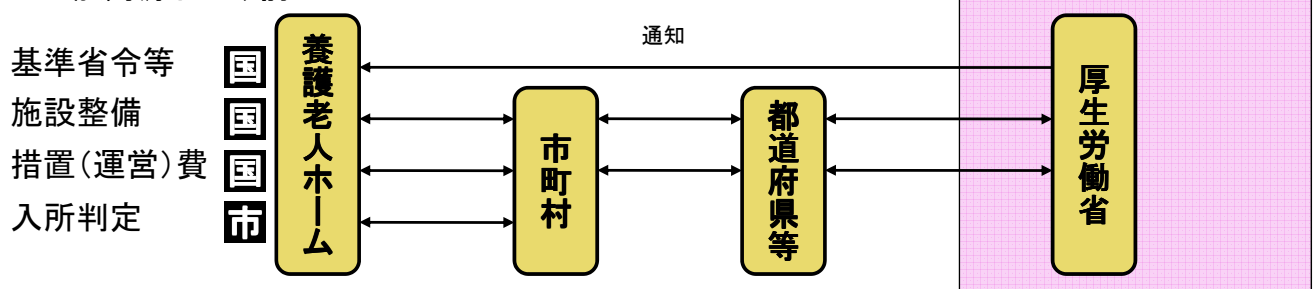 通知
基準省令等 国
施設整備 国
措置(運営)費 国
入所判定 市
養護老人ホーム
市町村
都道府県等
厚生労働省